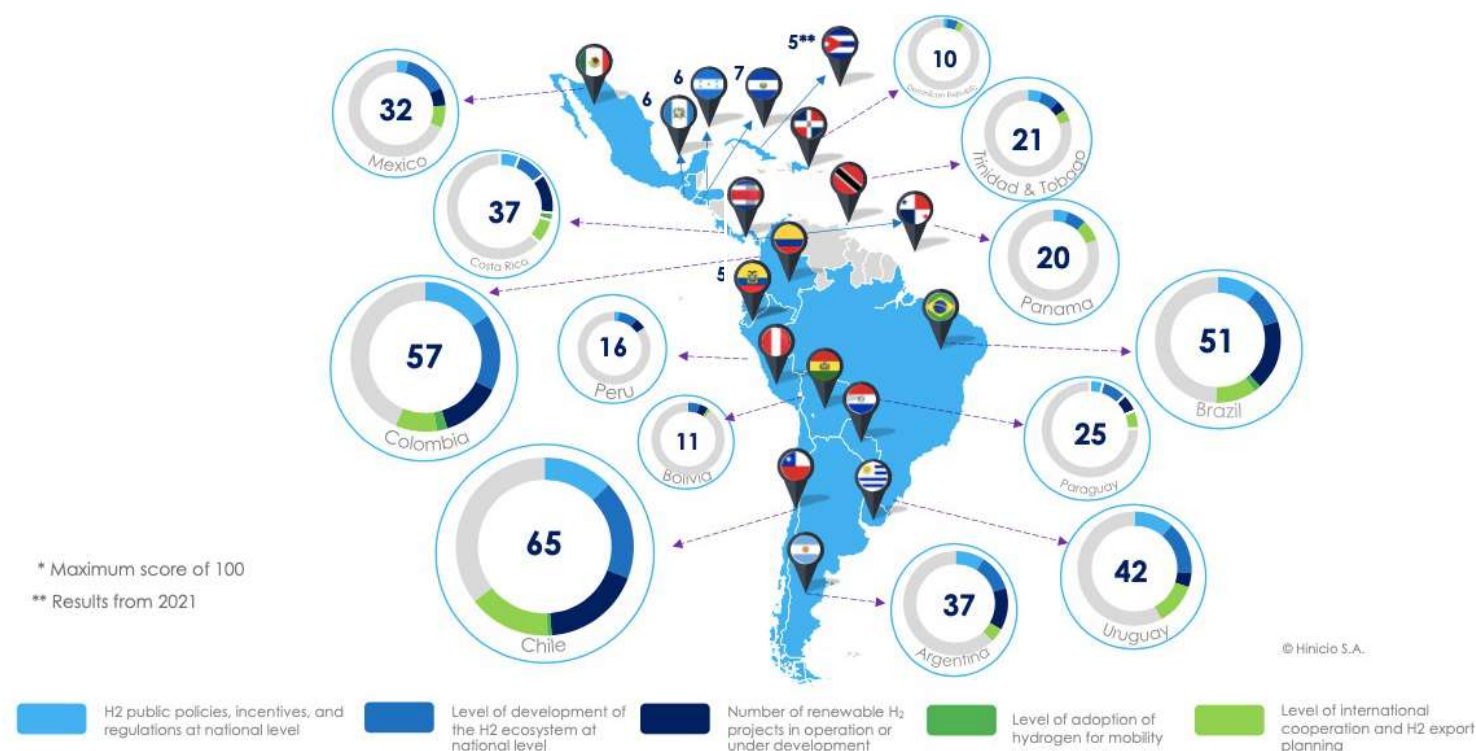 5**
10
Dominican Republic
6
7
6
32
Mexico
21
Trinidad & Tobago
37
Costa Rica
20
Panama
5
57
Colombia
16
Peru
51
Brazil
11
Bolivia
25
Paraguay
65
Chile
42
Uruguay
37
Argentina
* Maximum score of 100
** Results from 2021
© Hinicio S.A.
H2 public policies, incentives, and
regulations at national level
Level of development of
the H2 ecosystem at
national level
Number of renewable H₂
projects in operation or
under development
Level of adoption of
hydrogen for mobility
Level of international
cooperation and H2 export
planning